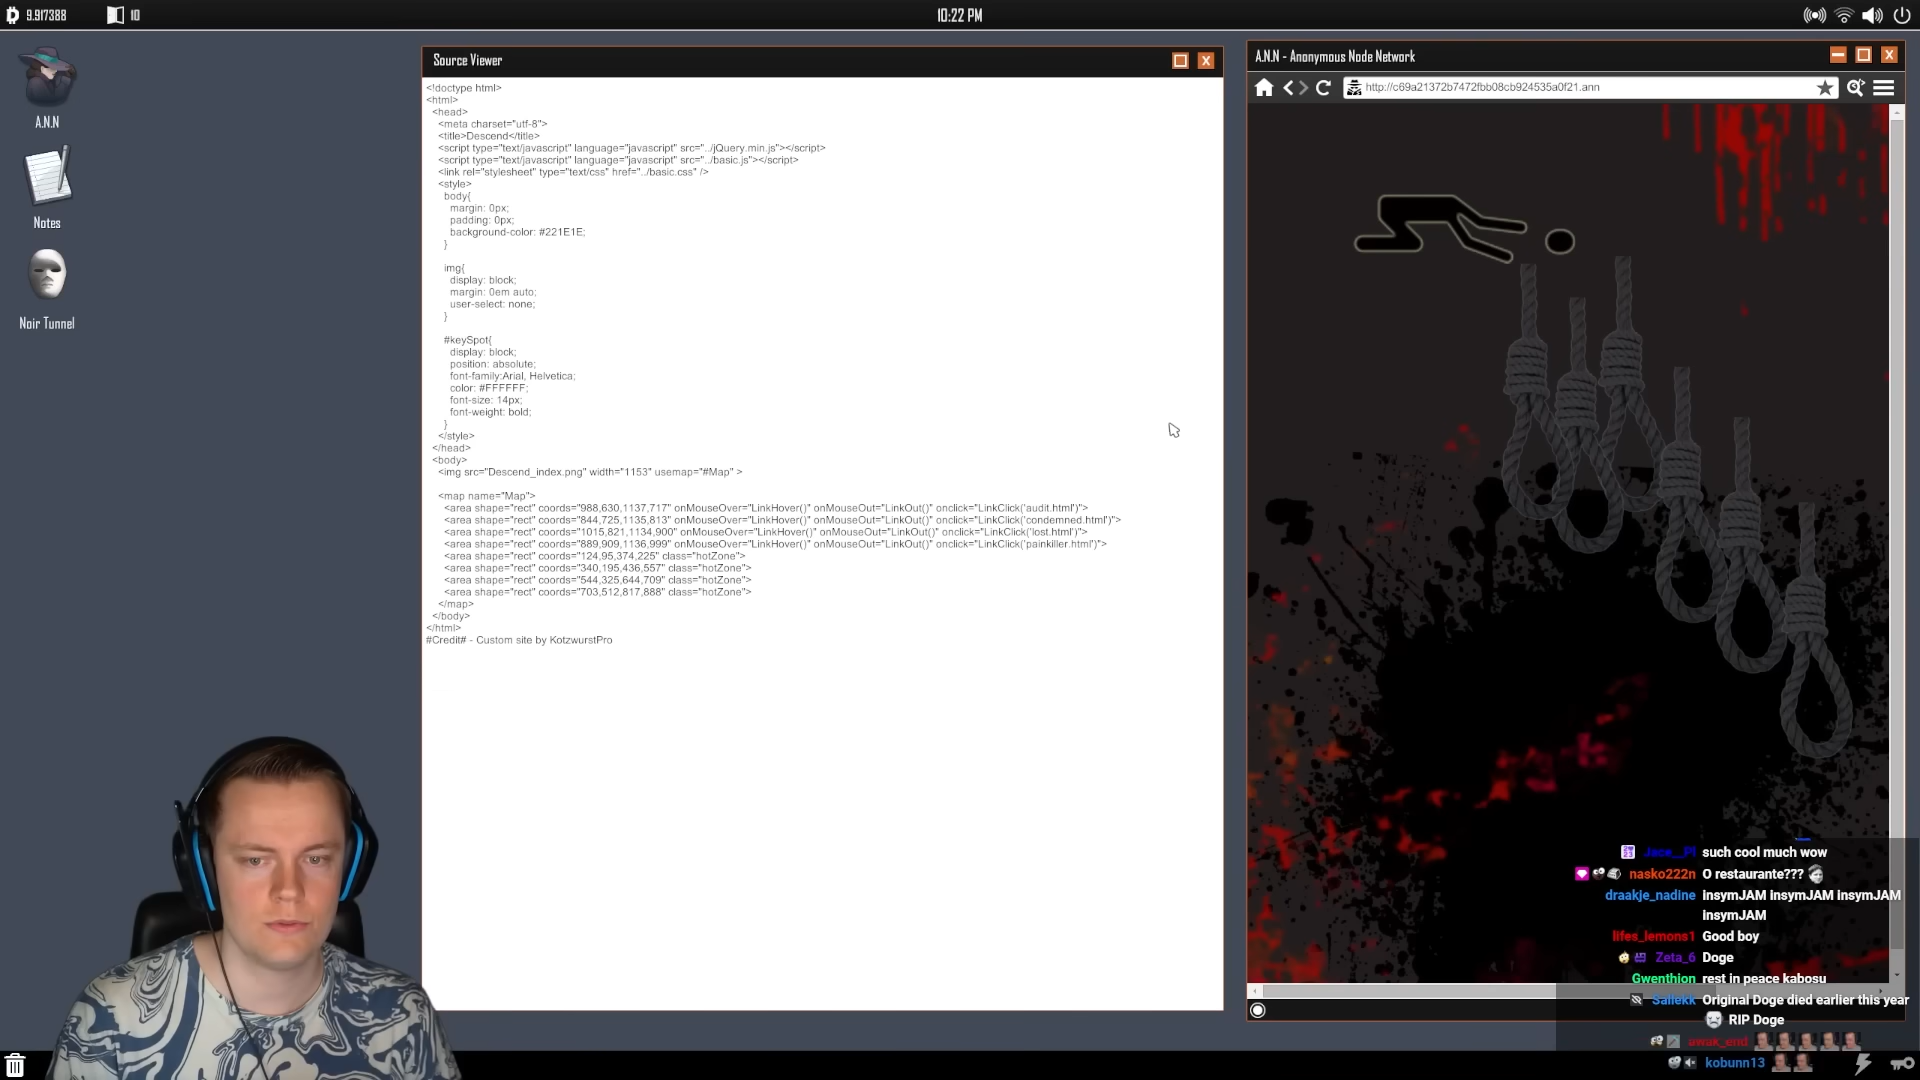 9.917388
10
10:22 PM
A.N.N
Notes
Noir Tunnel
Source Viewer
<!doctype html>
<html>
<head>
<meta charset="utf-8">
<title>Descend</title>
<script type="text/javascript" language="javascript" src="../jQuery.min.js"></script>
<script type="text/javascript" language="javascript" src="../basic.js"></script>
<link rel="stylesheet" type="text/css" href="../basic.css" />
<style>
body{
margin: 0px;
padding: 0px;
background-color: #221E1E;
}
img{
display: block;
margin: 0em auto;
user-select: none;
}
#keySpot{
display: block;
position: absolute;
font-family:Arial, Helvetica;
color: #FFFFFF;
font-size: 14px;
font-weight: bold;
}
</style>
</head>
<body>
<img src="Descend_index.png" width="1153" usemap="#Map" >
<map name="Map">
<area shape="rect" coords="988,630,1137,717" onMouseOver="LinkHover()" onMouseOut="LinkOut()" onclick="LinkClick('audit.html')">
<area shape="rect" coords="844,725,1135,813" onMouseOver="LinkHover()" onMouseOut="LinkOut()" onclick="LinkClick('condemned.html')">
<area shape="rect" coords="1015,821,1134,900" onMouseOver="LinkHover()" onMouseOut="LinkOut()" onclick="LinkClick('lost.html')">
<area shape="rect" coords="889,909,1136,999" onMouseOver="LinkHover()" onMouseOut="LinkOut()" onclick="LinkClick('painkiller.html')">
<area shape="rect" coords="124,95,374,225" class="hotZone">
<area shape="rect" coords="340,195,436,557" class="hotZone">
<area shape="rect" coords="544,325,644,709" class="hotZone">
<area shape="rect" coords="703,512,817,888" class="hotZone">
</map>
</body>
</html>
#Credit# - Custom site by KotzwurstPro
A.N.N - Anonymous Node Network
http://c69a21372b7472fbb08cb924535a0f21.ann
Jace__Pl such cool much wow
nasko222n O restaurante???
draakje_nadine insymJAM insymJAM insymJAM
insymJAM
lifes_lemons1 Good boy
Zeta_6 Doge
Gwenthion rest in peace kabosu
Sallekk Original Doge died earlier this year
RIP Doge
awak_end
kobunn13